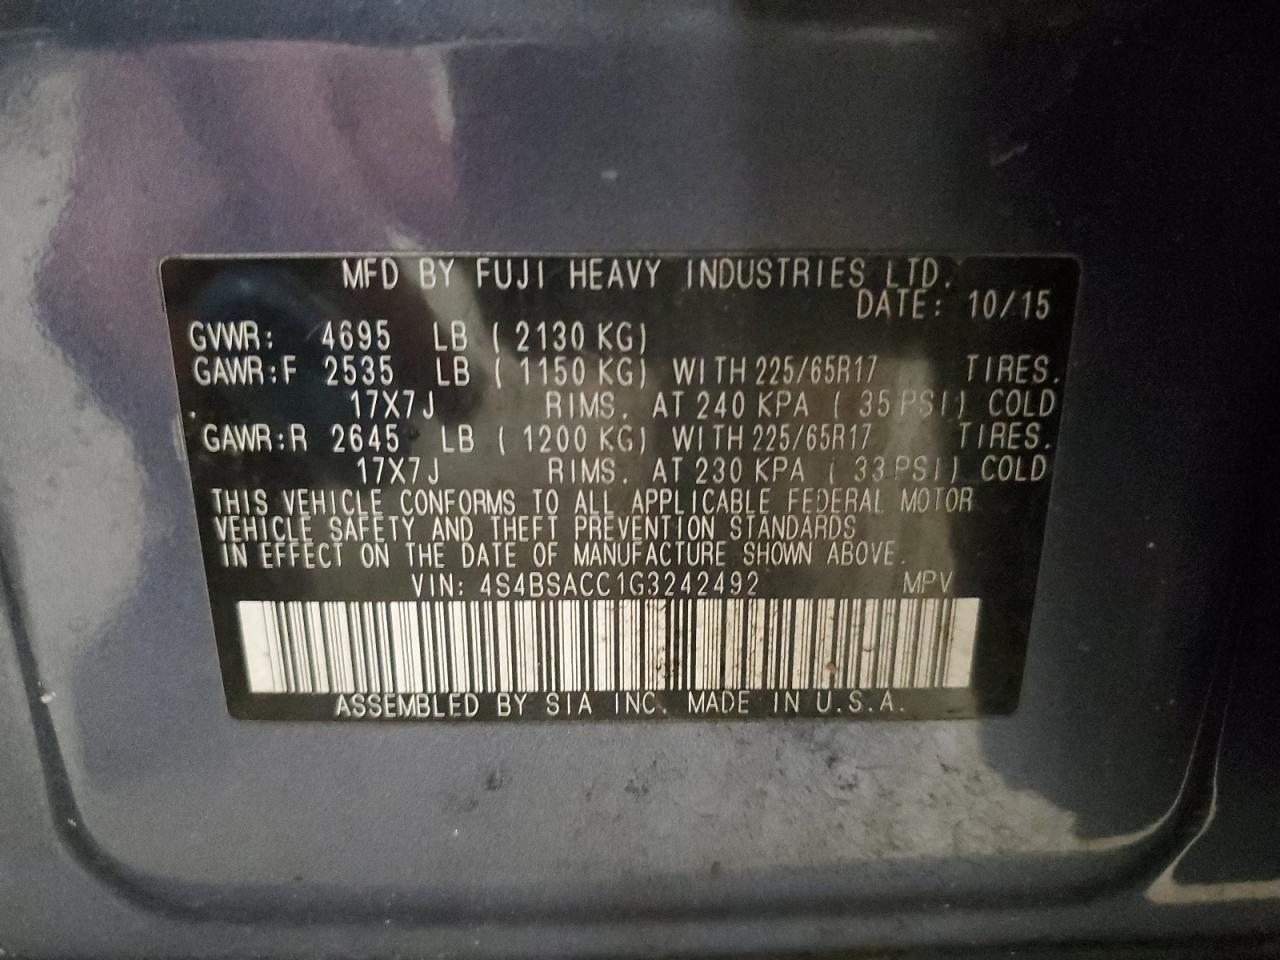 MFD BY FUJI HEAVY INDUSTRIES LTD.
DATE: 10/15
GVWR: 4695 LB ( 2130 KG)
GAWR:F 2535 LB ( 1150 KG) WITH 225/65R17 TIRES.
17X7J RIMS. AT 240 KPA ( 35 PSI) COLD
GAWR:R 2645 LB ( 1200 KG) WITH 225/65R17 TIRES.
17X7J RIMS. AT 230 KPA ( 33 PSI) COLD
THIS VEHICLE CONFORMS TO ALL APPLICABLE FEDERAL MOTOR
VEHICLE SAFETY AND THEFT PREVENTION STANDARDS
IN EFFECT ON THE DATE OF MANUFACTURE SHOWN ABOVE.
VIN: 4S4BSACC1G3242492 MPV
ASSEMBLED BY SIA INC. MADE IN U.S.A.